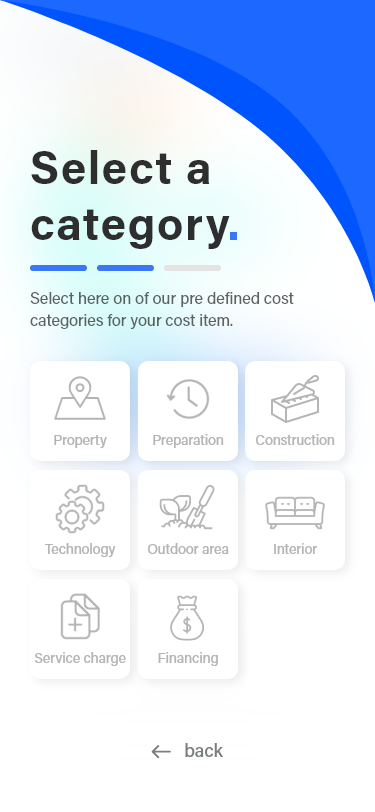 Select a
category.
Select here on of our pre defined cost
categories for your cost item.
Property
Preparation
Construction
Technology
Outdoor area
Interior
Service charge
Financing
back